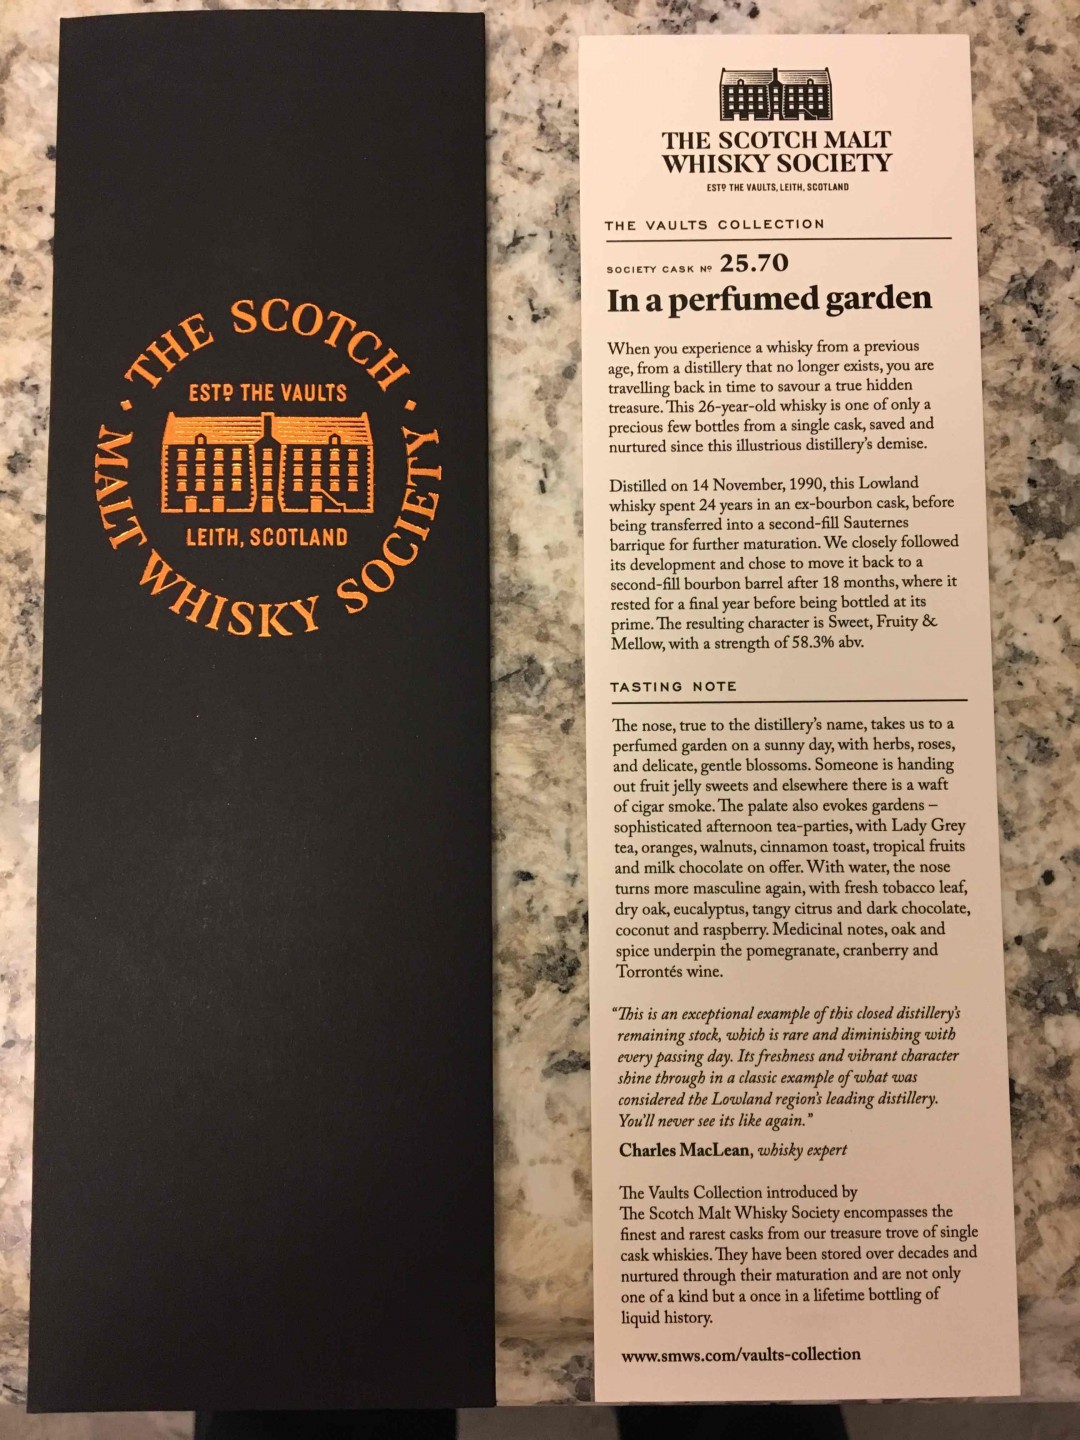 THE SCOTCH
MALT WHISKY SOCIETY
ESTD THE VAULTS
LEITH, SCOTLAND
THE SCOTCH MALT
WHISKY SOCIETY
ESTD THE VAULTS, LEITH, SCOTLAND
THE VAULTS COLLECTION
SOCIETY CASK Nº 25.70
In a perfumed garden
When you experience a whisky from a previous
age, from a distillery that no longer exists, you are
travelling back in time to savour a true hidden
treasure. This 26-year-old whisky is one of only a
precious few bottles from a single cask, saved and
nurtured since this illustrious distillery's demise.
Distilled on 14 November, 1990, this Lowland
whisky spent 24 years in an ex-bourbon cask, before
being transferred into a second-fill Sauternes
barrique for further maturation. We closely followed
its development and chose to move it back to a
second-fill bourbon barrel after 18 months, where it
rested for a final year before being bottled at its
prime. The resulting character is Sweet, Fruity &
Mellow, with a strength of 58.3% abv.
TASTING NOTE
The nose, true to the distillery's name, takes us to a
perfumed garden on a sunny day, with herbs, roses,
and delicate, gentle blossoms. Someone is handing
out fruit jelly sweets and elsewhere there is a waft
of cigar smoke. The palate also evokes gardens –
sophisticated afternoon tea-parties, with Lady Grey
tea, oranges, walnuts, cinnamon toast, tropical fruits
and milk chocolate on offer. With water, the nose
turns more masculine again, with fresh tobacco leaf,
dry oak, eucalyptus, tangy citrus and dark chocolate,
coconut and raspberry. Medicinal notes, oak and
spice underpin the pomegranate, cranberry and
Torrontés wine.
“This is an exceptional example of this closed distillery's
remaining stock, which is rare and diminishing with
every passing day. Its freshness and vibrant character
shine through in a classic example of what was
considered the Lowland region's leading distillery.
You'll never see its like again.”
Charles MacLean, whisky expert
The Vaults Collection introduced by
The Scotch Malt Whisky Society encompasses the
finest and rarest casks from our treasure trove of single
cask whiskies. They have been stored over decades and
nurtured through their maturation and are not only
one of a kind but a once in a lifetime bottling of
liquid history.
www.smws.com/vaults-collection